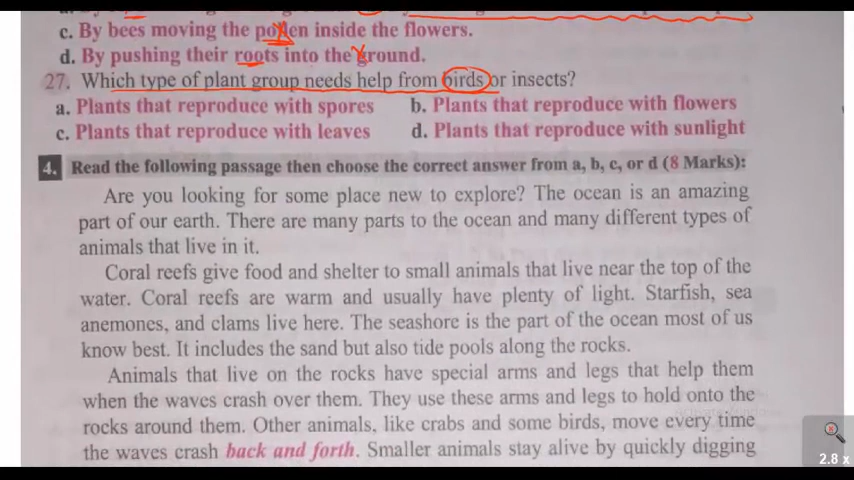 c. By bees moving the pollen inside the flowers.
d. By pushing their roots into the ground.
27. Which type of plant group needs help from birds or insects?
a. Plants that reproduce with spores b. Plants that reproduce with flowers
c. Plants that reproduce with leaves d. Plants that reproduce with sunlight
4. Read the following passage then choose the correct answer from a, b, c, or d (8 Marks):
Are you looking for some place new to explore? The ocean is an amazing
part of our earth. There are many parts to the ocean and many different types of
animals that live in it.
Coral reefs give food and shelter to small animals that live near the top of the
water. Coral reefs are warm and usually have plenty of light. Starfish, sea
anemones, and clams live here. The seashore is the part of the ocean most of us
know best. It includes the sand but also tide pools along the rocks.
Animals that live on the rocks have special arms and legs that help them
when the waves crash over them. They use these arms and legs to hold onto the
rocks around them. Other animals, like crabs and some birds, move every time
the waves crash back and forth. Smaller animals stay alive by quickly digging
2.8 x